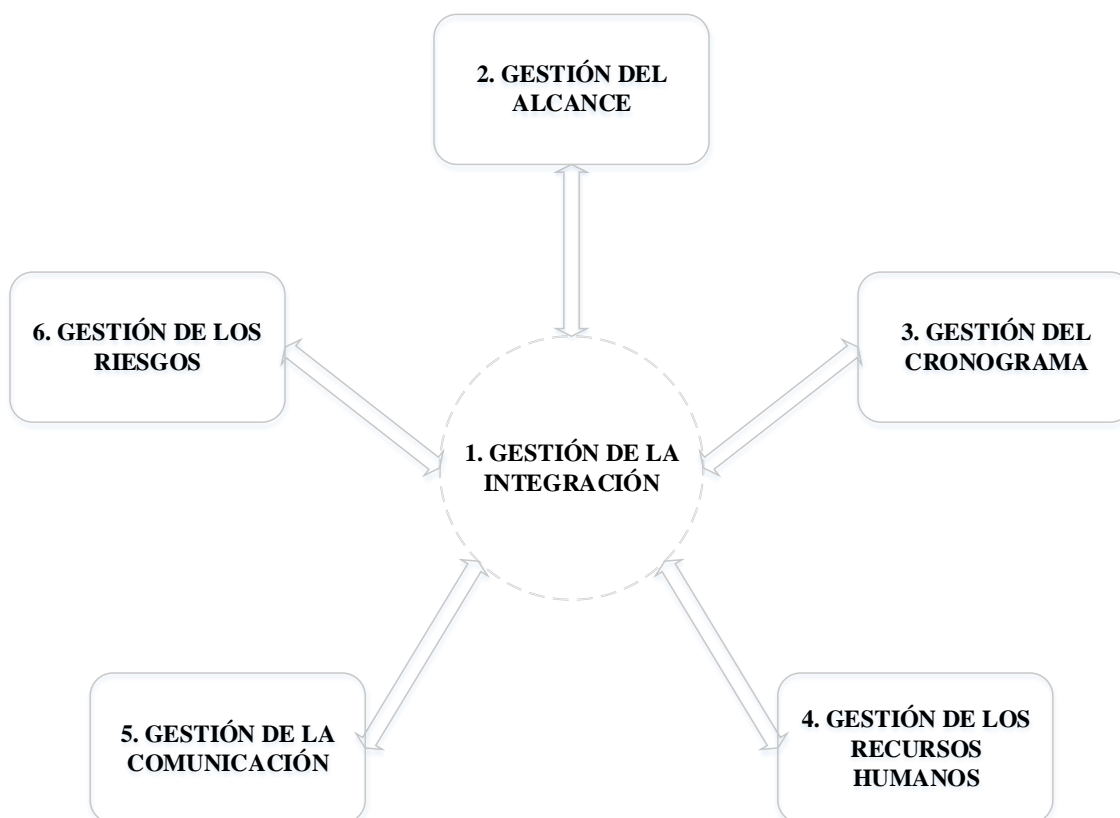 2. GESTIÓN DEL
ALCANCE
6. GESTIÓN DE LOS
RIESGOS
3. GESTIÓN DEL
CRONOGRAMA
1. GESTIÓN DE LA
INTEGRACIÓN
5. GESTIÓN DE LA
COMUNICACIÓN
4. GESTIÓN DE LOS
RECURSOS
HUMANOS